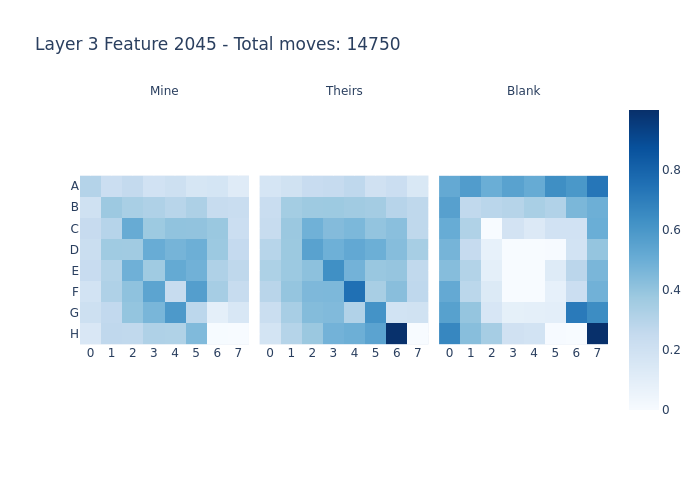 Layer 3 Feature 2045 - Total moves: 14750
Mine
Theirs
Blank
A
B
C
D
E
F
G
H
0 1 2 3 4 5 6 7
0 1 2 3 4 5 6 7
0 1 2 3 4 5 6 7
0.8
0.6
0.4
0.2
0